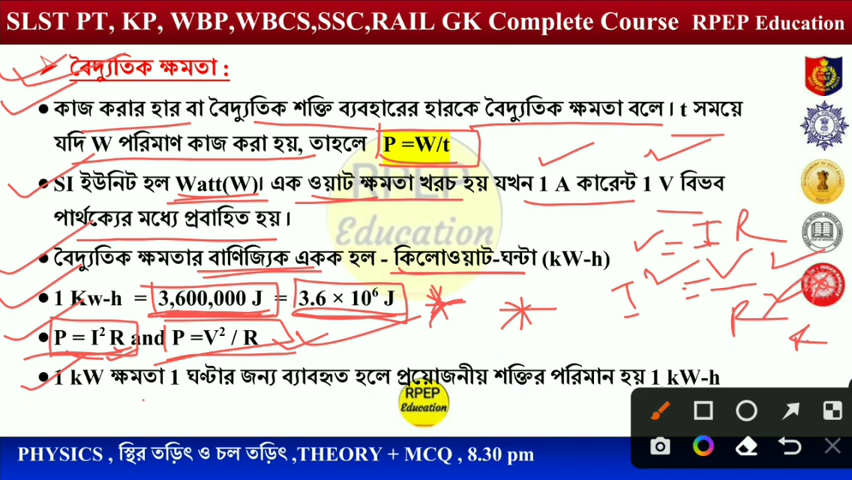 SLST PT, KP, WBP,WBCS,SSC,RAIL GK Complete Course RPEP Education
বৈদ্যুতিক ক্ষমতা :
• কাজ করার হার বা বৈদ্যুতিক শক্তি ব্যবহারের হারকে বৈদ্যুতিক ক্ষমতা বলে। t সময়ে
যদি W পরিমাণ কাজ করা হয়, তাহলে P =W/t
• SI ইউনিট হল Watt(W)। এক ওয়াট ক্ষমতা খরচ হয় যখন 1 A কারেন্ট 1 V বিভব
পার্থক্যের মধ্যে প্রবাহিত হয়।
• বৈদ্যুতিক ক্ষমতার বাণিজ্যিক একক হল - কিলোওয়াট-ঘন্টা (kW-h)
• 1 Kw-h = 3,600,000 J = 3.6 × 10⁶ J
• P = I² R and P =V² / R
• 1 kW ক্ষমতা 1 ঘণ্টার জন্য ব্যাবহৃত হলে প্রয়োজনীয় শক্তির পরিমান হয় 1 kW-h
= I R
I = V
R
RPEP
Education
RPEP
Education
PHYSICS , স্থির তড়িৎ ও চল তড়িৎ ,THEORY + MCQ , 8.30 pm